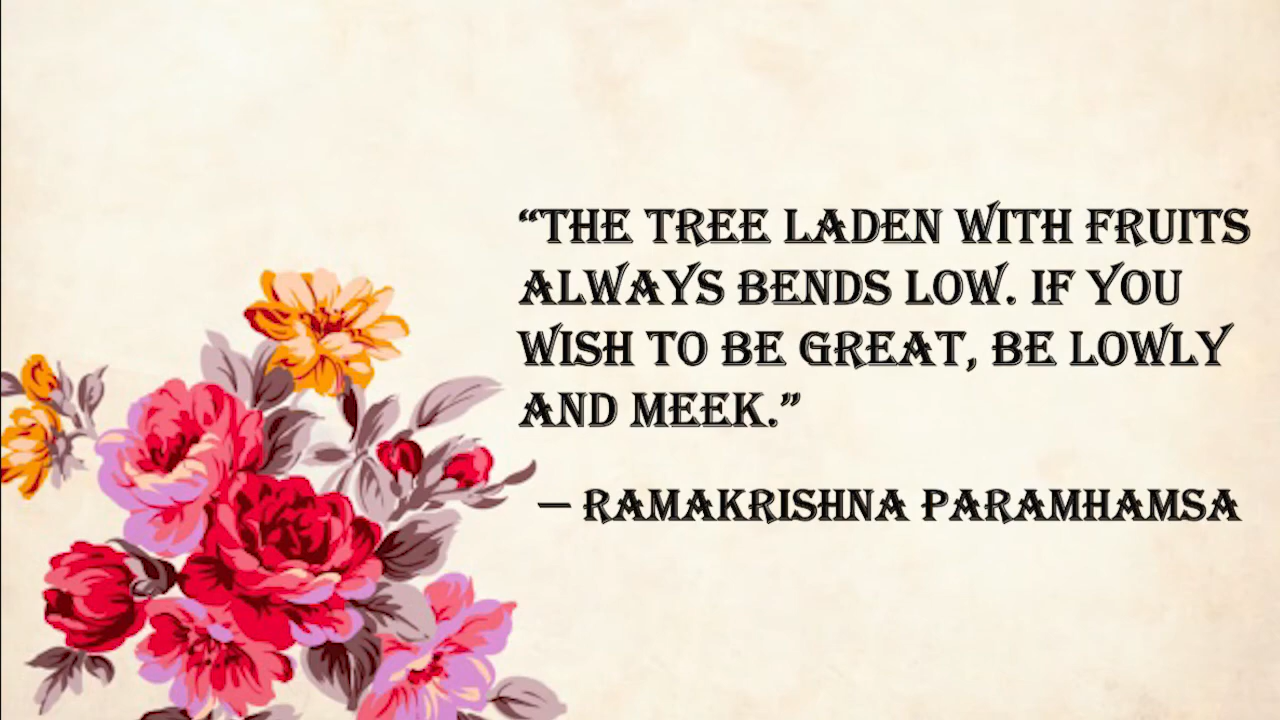 “THE TREE LADEN WITH FRUITS
ALWAYS BENDS LOW. IF YOU
WISH TO BE GREAT, BE LOWLY
AND MEEK.”
— RAMAKRISHNA PARAMHAMSA